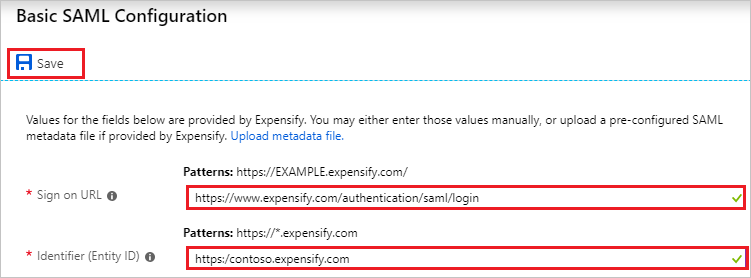 Basic SAML Configuration
Save
Values for the fields below are provided by Expensify. You may either enter those values manually, or upload a pre-configured SAML
metadata file if provided by Expensify. Upload metadata file.
Patterns: https://EXAMPLE.expensify.com/
* Sign on URL
https://www.expensify.com/authentication/saml/login
Patterns: https://*.expensify.com
* Identifier (Entity ID)
https:/contoso.expensify.com